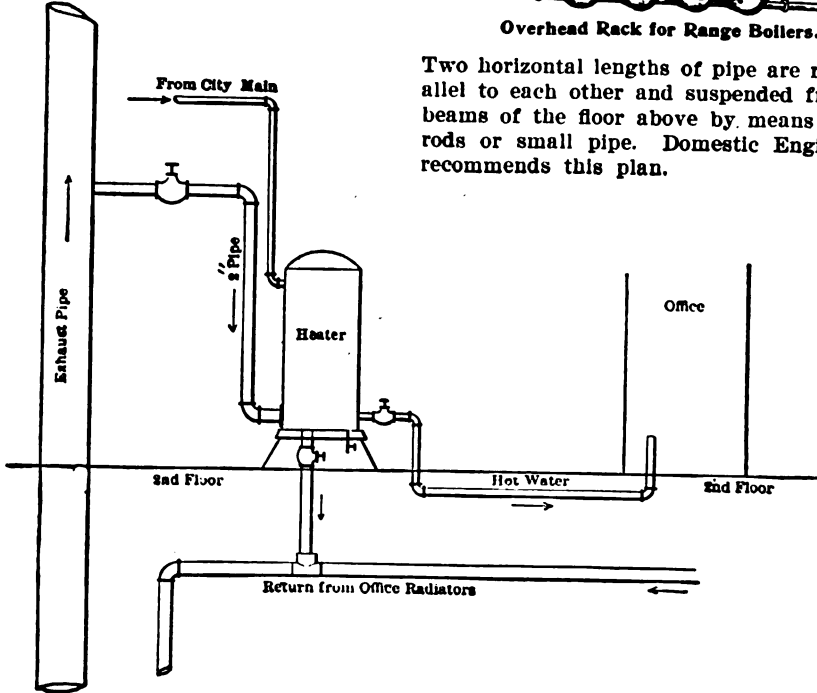 Overhead Rack for Range Boilers.
Two horizontal lengths of pipe are
allel to each other and suspended
beams of the floor above by means
rods or small pipe. Domestic
recommends this plan.
From City Main
2" Pipe
Exhaust Pipe
Heater
Office
2nd Floor
Hot Water
2nd Floor
Return from Office Radiators